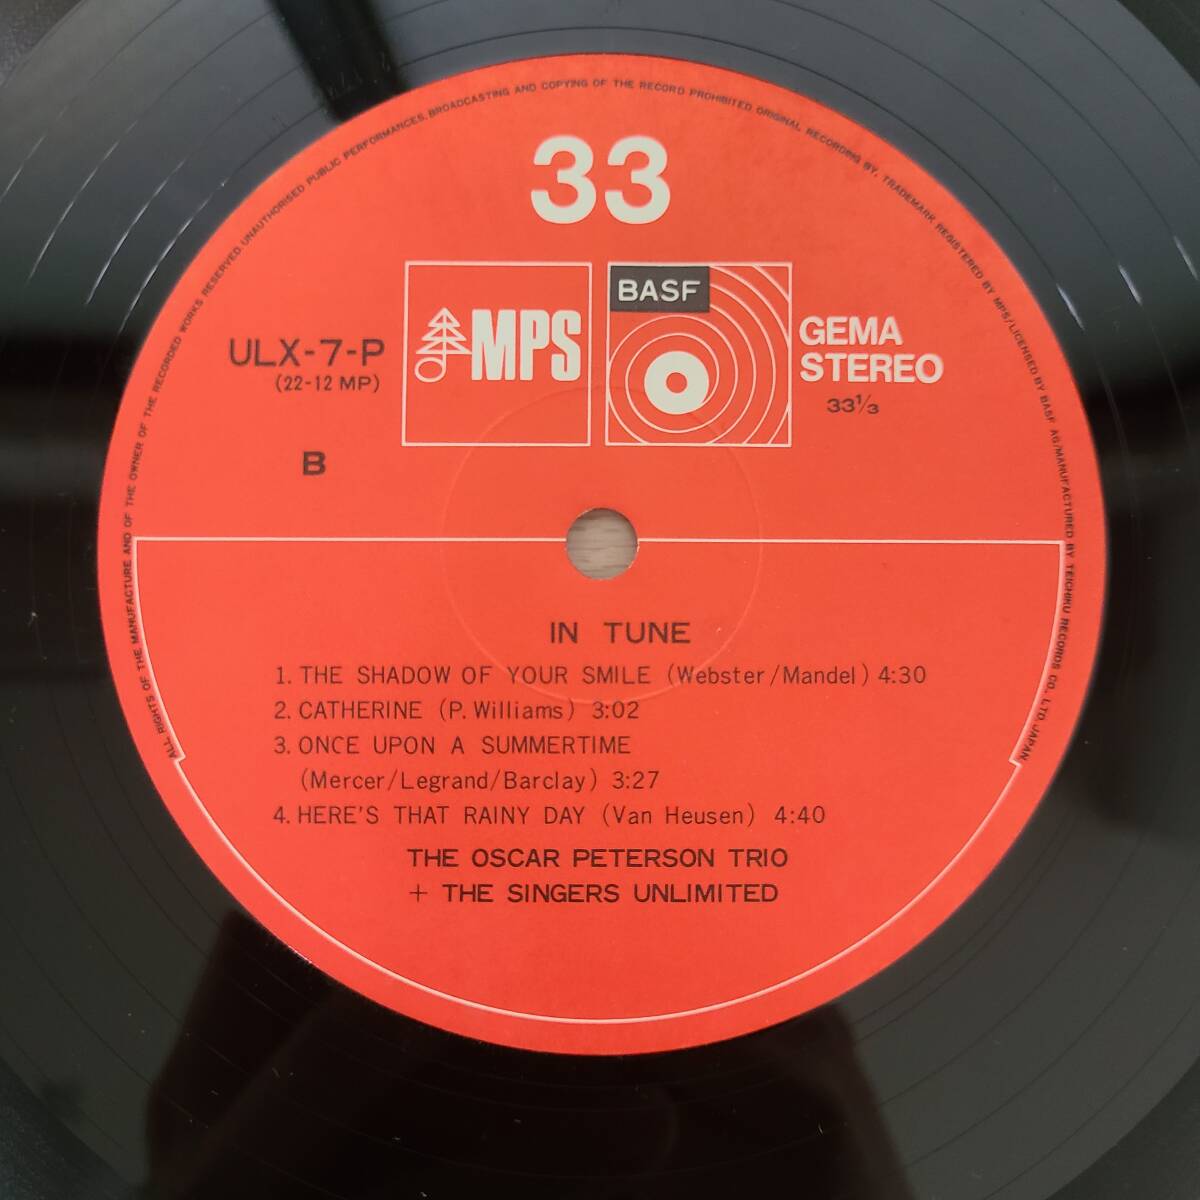 ALL RIGHTS OF THE MANUFACTURE AND OF THE OWNER OF THE RECORDED WORKS RESERVED. UNAUTHORISED PUBLIC PERFORMANCES, BROADCASTING AND COPYING OF THE RECORD PROHIBITED. ORIGINAL RECORDING BY, TRADEMARK REGISTERED BY MPS/LICENSED BY BASF AG/MANUFACTURED BY TEICHIKU RECORDS CO., LTD. JAPAN
33
MPS
BASF
GEMA
STEREO
33⅓
ULX-7-P
(22-12 MP)
B
IN TUNE
1. THE SHADOW OF YOUR SMILE (Webster/Mandel) 4:30
2. CATHERINE (P. Williams) 3:02
3. ONCE UPON A SUMMERTIME
(Mercer/Legrand/Barclay) 3:27
4. HERE'S THAT RAINY DAY (Van Heusen) 4:40
THE OSCAR PETERSON TRIO
+ THE SINGERS UNLIMITED